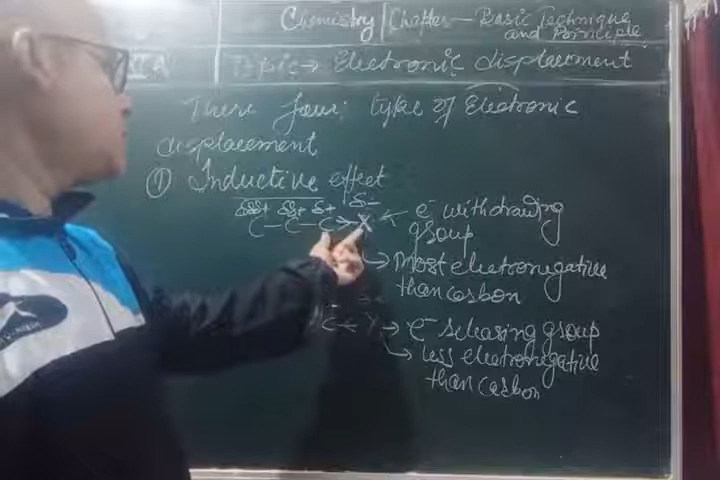 Chemistry | Chapter - Basic Technique
and Principle
Topic → Electronic displacement
There four type of Electronic
displacement
① Inductive effect
δδδ+ δδ+ δ+ δ-
C - C - C → X ← e⁻ withdrawing
group
↳ Most electronegative
than carbon
C ← Y → e⁻ releasing group
↳ less electronegative
than carbon